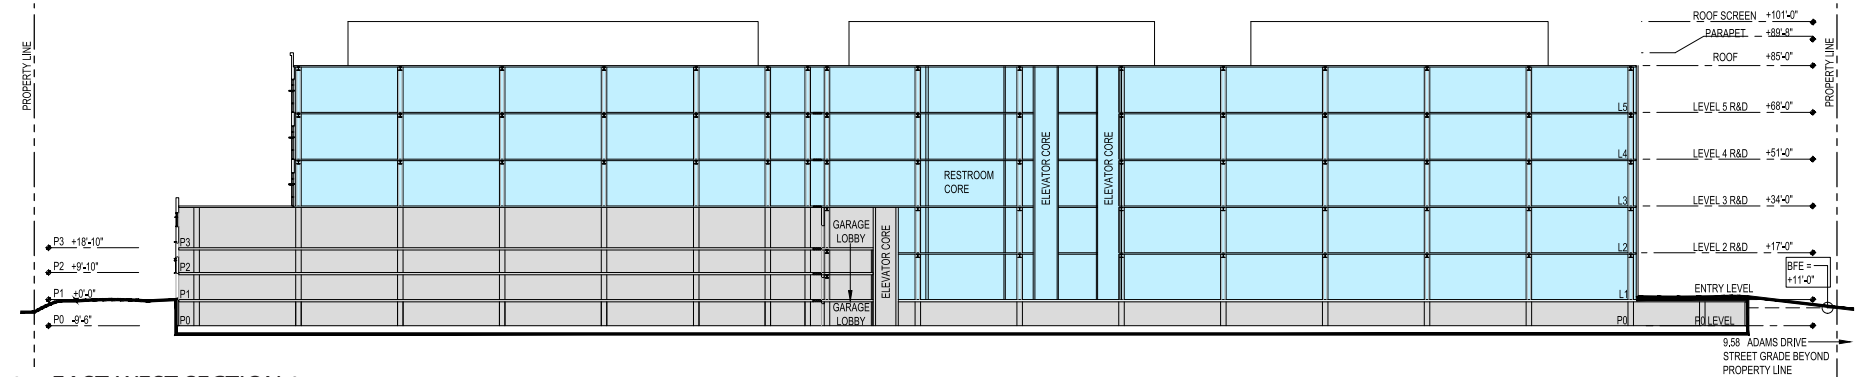 ROOF SCREEN +101'-0"
PARAPET +89'-8"
ROOF +85'-0"
PROPERTY LINE
PROPERTY LINE
L5
LEVEL 5 R&D +68'-0"
L4
LEVEL 4 R&D +51'-0"
ELEVATOR CORE
ELEVATOR CORE
RESTROOM
CORE
L3
LEVEL 3 R&D +34'-0"
GARAGE
LOBBY
ELEVATOR CORE
P3 +18'-10"
P3
L2
LEVEL 2 R&D +17'-0"
P2 +9'-10"
P2
BFE =
+11'-0"
P1 ±0'-0"
P1
L1
ENTRY LEVEL
GARAGE
LOBBY
P0 -9'-6"
P0
P0
P0 LEVEL
9.58 ADAMS DRIVE
STREET GRADE BEYOND
PROPERTY LINE
EAST-WEST SECTION